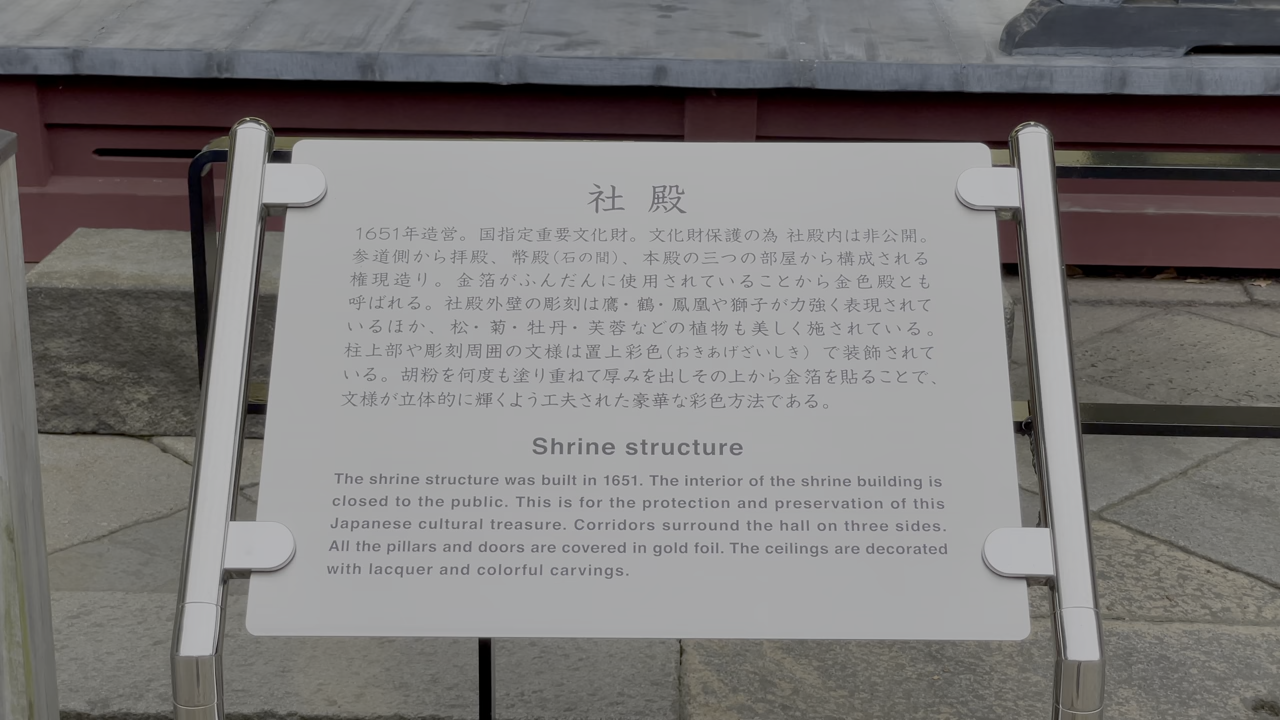 社殿
1651年造営。国指定重要文化財。文化財保護の為 社殿内は非公開。
参道側から拝殿、幣殿(石の間)、本殿の三つの部屋から構成される
権現造り。金箔がふんだんに使用されていることから金色殿とも
呼ばれる。社殿外壁の彫刻は鷹・鶴・鳳凰や獅子が力強く表現されて
いるほか、松・菊・牡丹・芙蓉などの植物も美しく施されている。
柱上部や彫刻周囲の文様は置上彩色(おきあげざいしき)で装飾されて
いる。胡粉を何度も塗り重ねて厚みを出しその上から金箔を貼ることで、
文様が立体的に輝くよう工夫された豪華な彩色方法である。
Shrine structure
The shrine structure was built in 1651. The interior of the shrine building is
closed to the public. This is for the protection and preservation of this
Japanese cultural treasure. Corridors surround the hall on three sides.
All the pillars and doors are covered in gold foil. The ceilings are decorated
with lacquer and colorful carvings.